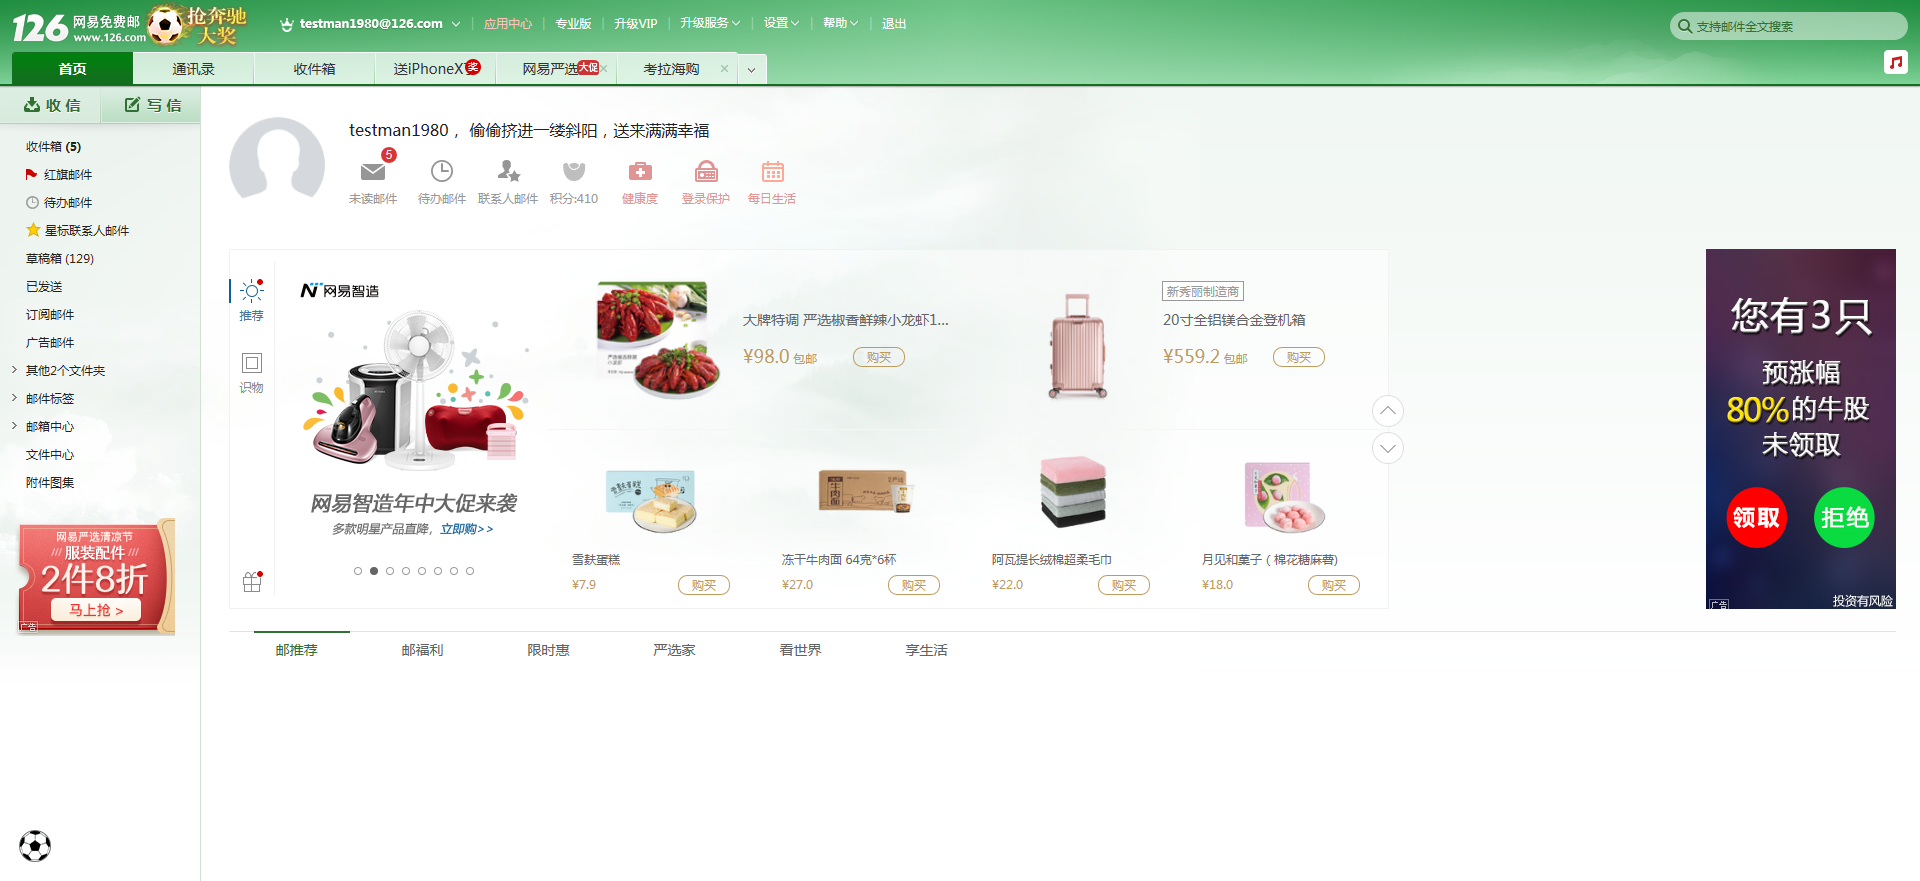 126 网易免费邮
www.126.com
抢奔驰
大奖
testman1980@126.com
应用中心
专业版
升级VIP
升级服务
设置
帮助
退出
支持邮件全文搜索
首页
通讯录
收件箱
送iPhoneX
奖
网易严选
大促
考拉海购
收 信
写 信
收件箱 (5)
红旗邮件
待办邮件
星标联系人邮件
草稿箱 (129)
已发送
订阅邮件
广告邮件
其他2个文件夹
邮件标签
邮箱中心
文件中心
附件图集
网易严选清凉节
/// 服装配件 ///
2件8折
马上抢 >
广告
testman1980， 偷偷挤进一缕斜阳，送来满满幸福
5
未读邮件
待办邮件
联系人邮件
积分:410
健康度
登录保护
每日生活
推荐
识物
网易智造
网易智造年中大促来袭
多款明星产品直降，立即购>>
大牌特调 严选椒香鲜辣小龙虾1...
¥98.0 包邮
购买
新秀丽制造商
20寸全铝镁合金登机箱
¥559.2 包邮
购买
雪麸蛋糕
¥7.9
购买
冻干牛肉面 64克*6杯
¥27.0
购买
阿瓦提长绒棉超柔毛巾
¥22.0
购买
月见和菓子 ( 棉花糖麻蓉)
¥18.0
购买
您有3只
预涨幅
80%的牛股
未领取
领取
拒绝
广告
投资有风险
邮推荐
邮福利
限时惠
严选家
看世界
享生活